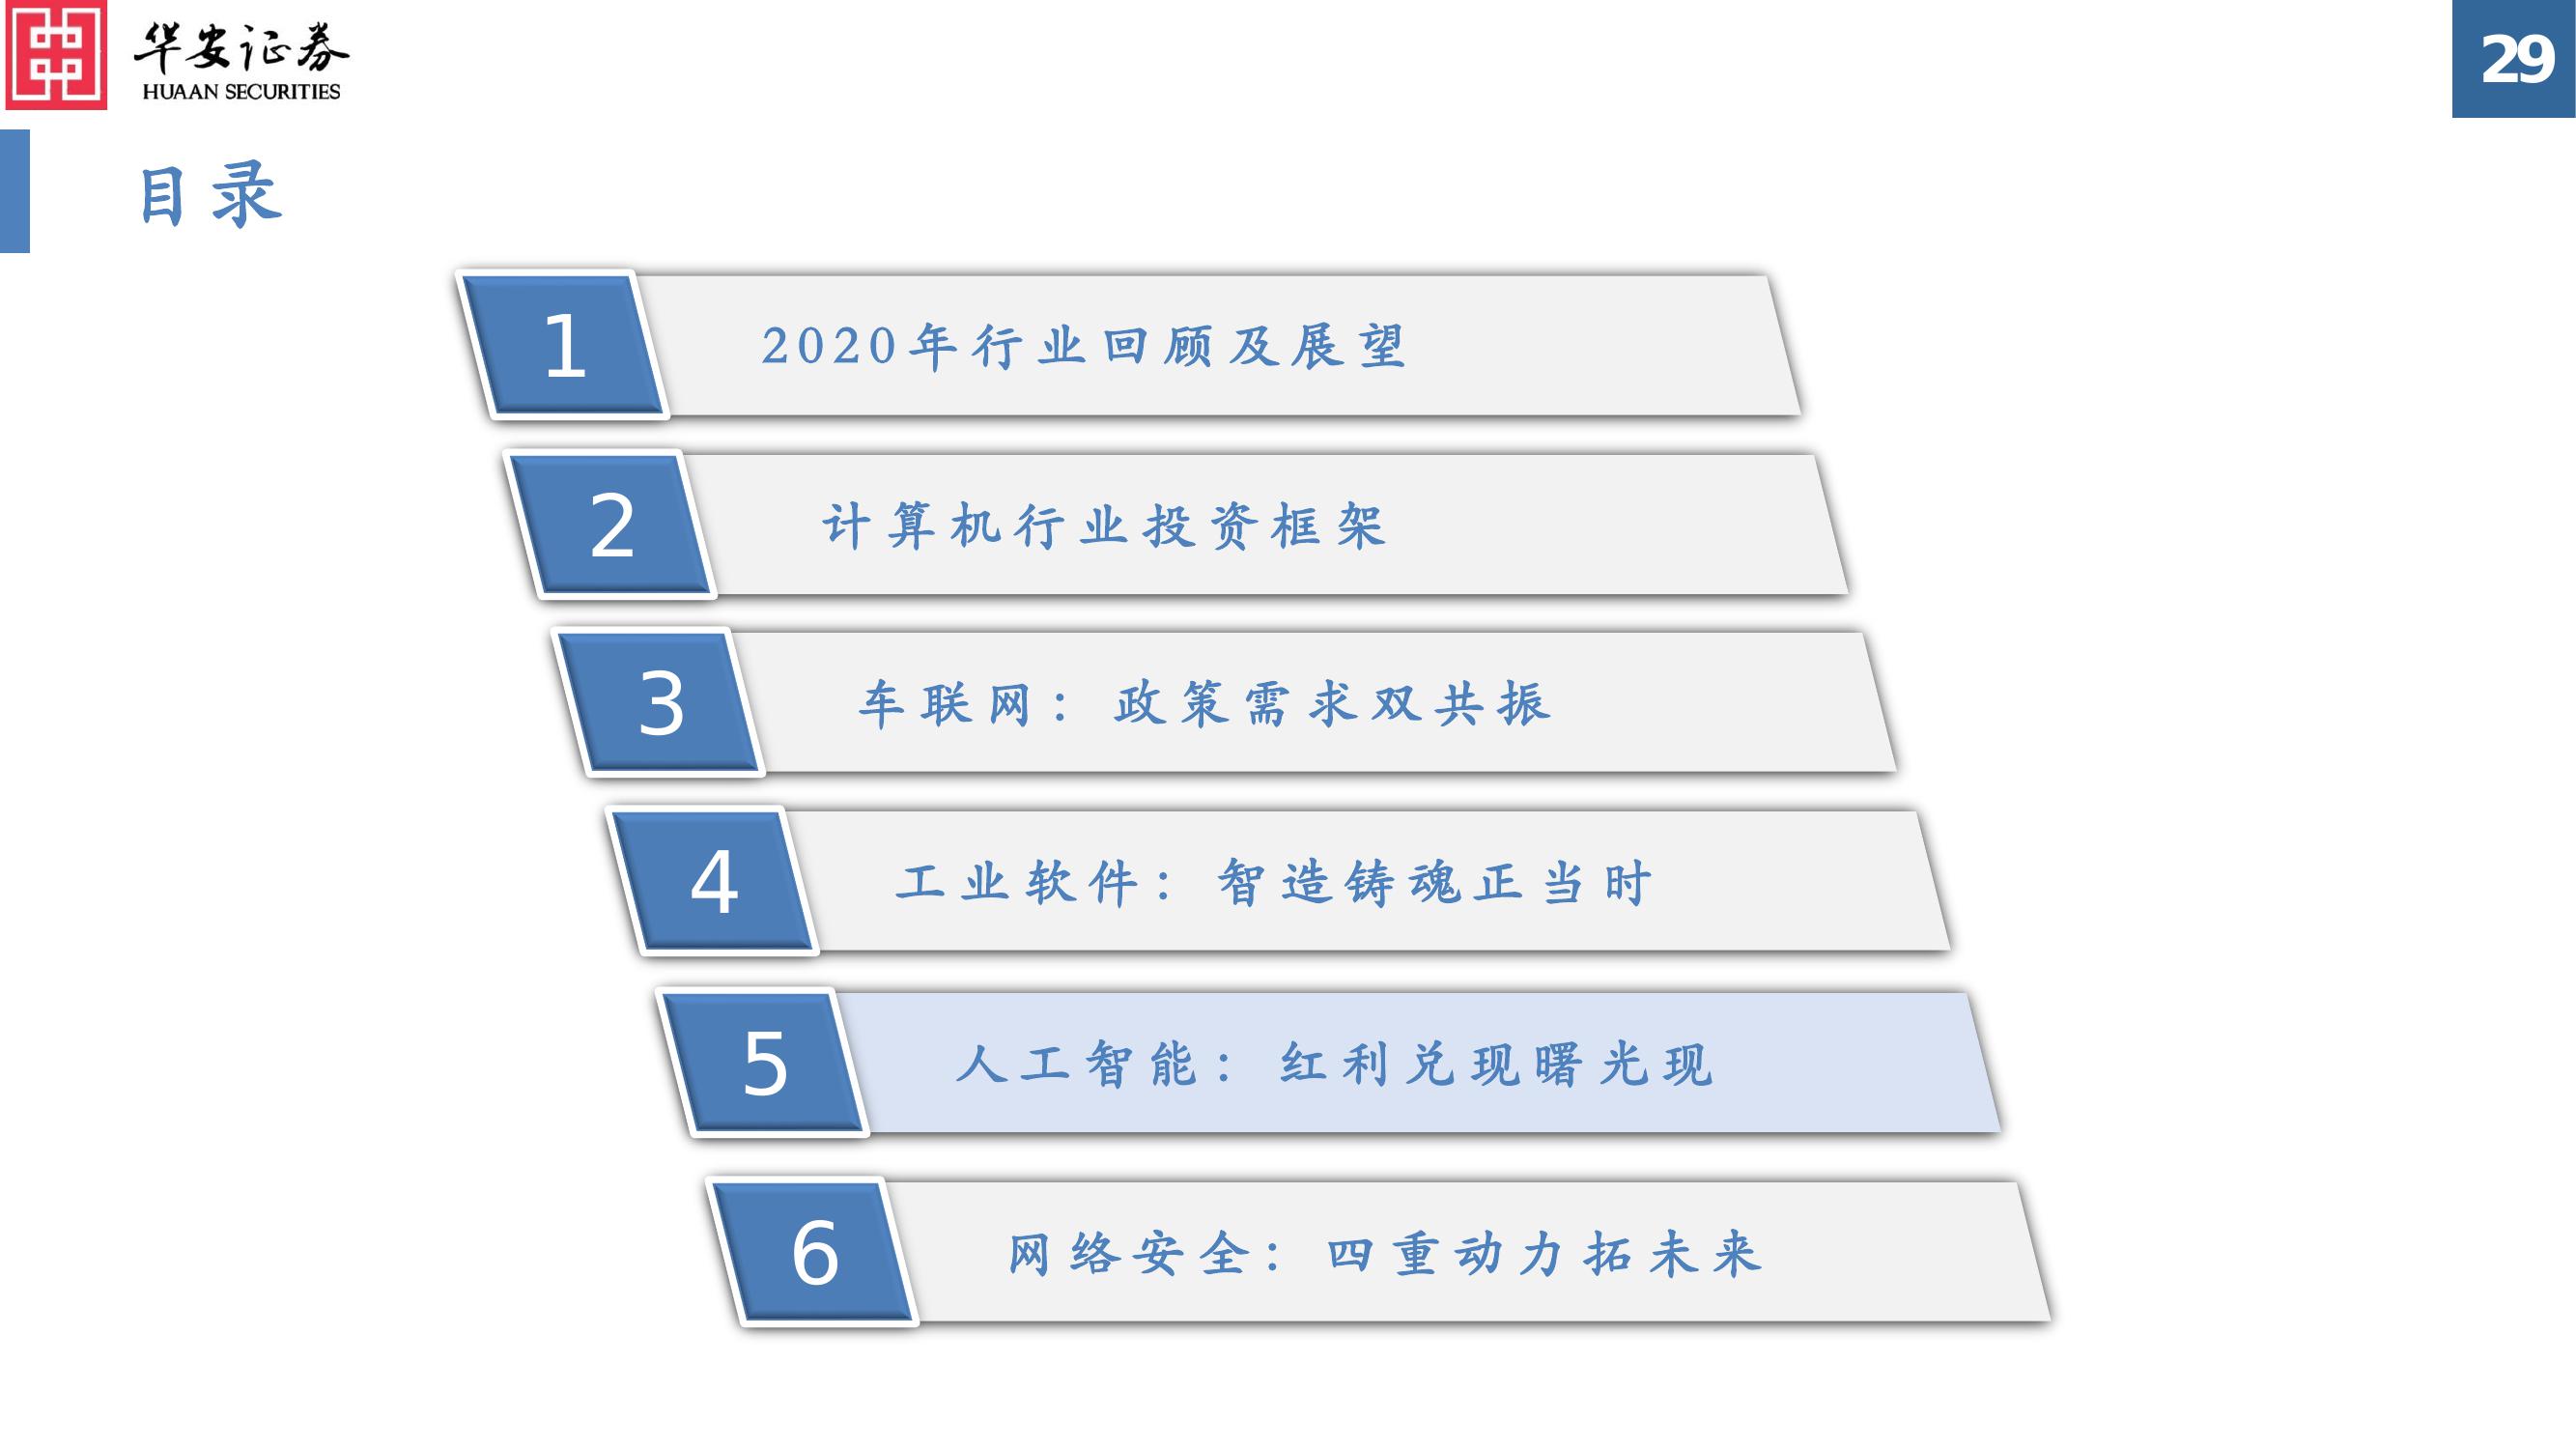 华安证券
HUAAN SECURITIES
29
目录
1
2020年行业回顾及展望
2
计算机行业投资框架
3
车联网：政策需求双共振
4
工业软件：智造铸魂正当时
5
人工智能：红利兑现曙光现
6
网络安全：四重动力拓未来